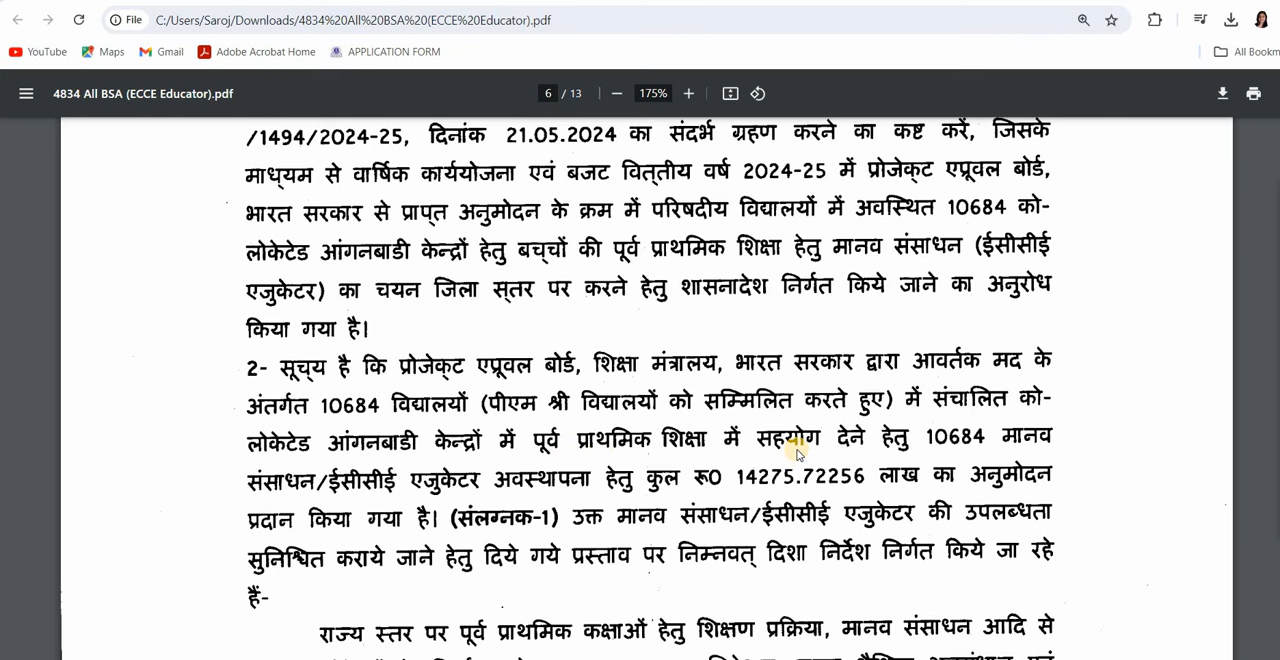 File
C:/Users/Saroj/Downloads/4834%20All%20BSA%20(ECCE%20Educator).pdf
YouTube
Maps
Gmail
Adobe Acrobat Home
APPLICATION FORM
All Bookm
4834 All BSA (ECCE Educator).pdf
6 / 13
175%
/1494/2024-25, दिनांक 21.05.2024 का संदर्भ ग्रहण करने का कष्ट करें, जिसके
माध्यम से वार्षिक कार्ययोजना एवं बजट वित्तीय वर्ष 2024-25 में प्रोजेक्ट एप्रूवल बोर्ड,
भारत सरकार से प्राप्त अनुमोदन के क्रम में परिषदीय विद्यालयों में अवस्थित 10684 को-
लोकेटेड आंगनबाडी केन्द्रों हेतु बच्चों की पूर्व प्राथमिक शिक्षा हेतु मानव संसाधन (ईसीसीई
एजुकेटर) का चयन जिला स्तर पर करने हेतु शासनादेश निर्गत किये जाने का अनुरोध
किया गया है।
2- सूच्य है कि प्रोजेक्ट एप्रूवल बोर्ड, शिक्षा मंत्रालय, भारत सरकार द्वारा आवर्तक मद के
अंतर्गत 10684 विद्यालयों (पीएम श्री विद्यालयों को सम्मिलित करते हुए) में संचालित को-
लोकेटेड आंगनबाडी केन्द्रों में पूर्व प्राथमिक शिक्षा में सहयोग देने हेतु 10684 मानव
संसाधन/ईसीसीई एजुकेटर अवस्थापना हेतु कुल रू0 14275.72256 लाख का अनुमोदन
प्रदान किया गया है। (संलग्नक-1) उक्त मानव संसाधन/ईसीसीई एजुकेटर की उपलब्धता
सुनिश्चित कराये जाने हेतु दिये गये प्रस्ताव पर निम्नवत् दिशा निर्देश निर्गत किये जा रहे
हैं-
राज्य स्तर पर पूर्व प्राथमिक कक्षाओं हेतु शिक्षण प्रक्रिया, मानव संसाधन आदि से